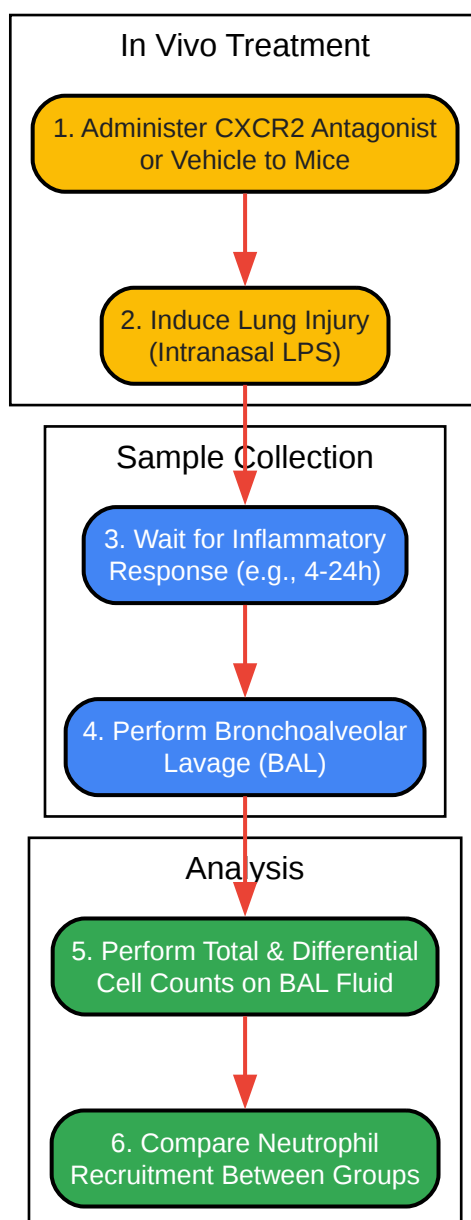 In Vivo Treatment
1. Administer CXCR2 Antagonist
or Vehicle to Mice
2. Induce Lung Injury
(Intranasal LPS)
Sample Collection
3. Wait for Inflammatory
Response (e.g., 4-24h)
4. Perform Bronchoalveolar
Lavage (BAL)
Analysis
5. Perform Total & Differential
Cell Counts on BAL Fluid
6. Compare Neutrophil
Recruitment Between Groups